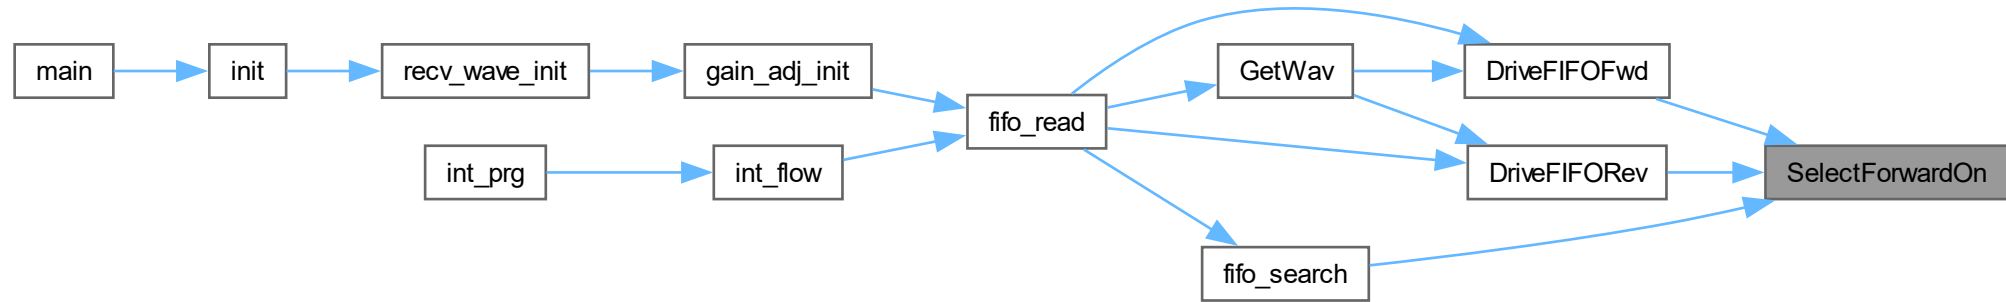 main
init
recv_wave_init
gain_adj_init
int_prg
int_flow
fifo_read
GetWav
DriveFIFOFwd
DriveFIFORev
fifo_search
SelectForwardOn